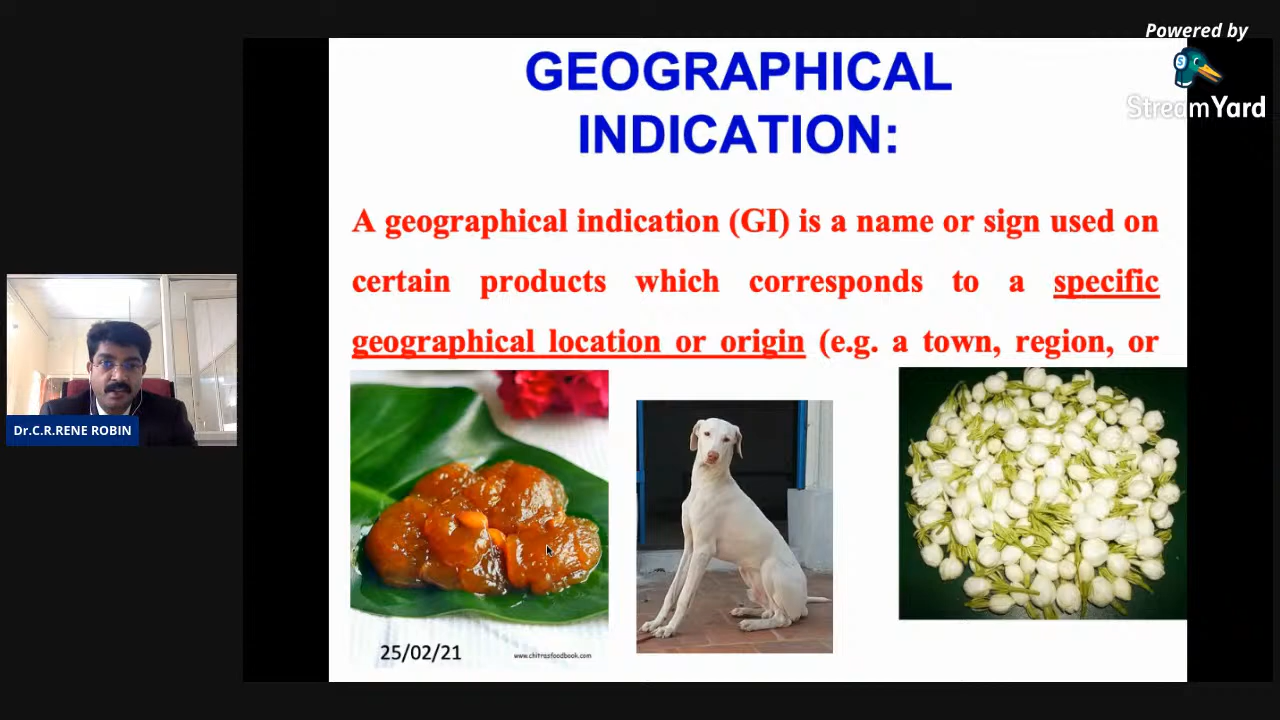 Powered by
StreamYard
GEOGRAPHICAL
INDICATION:
A geographical indication (GI) is a name or sign used on
certain products which corresponds to a specific
geographical location or origin (e.g. a town, region, or
Dr.C.R.RENE ROBIN
25/02/21
www.chitrasfoodbook.com